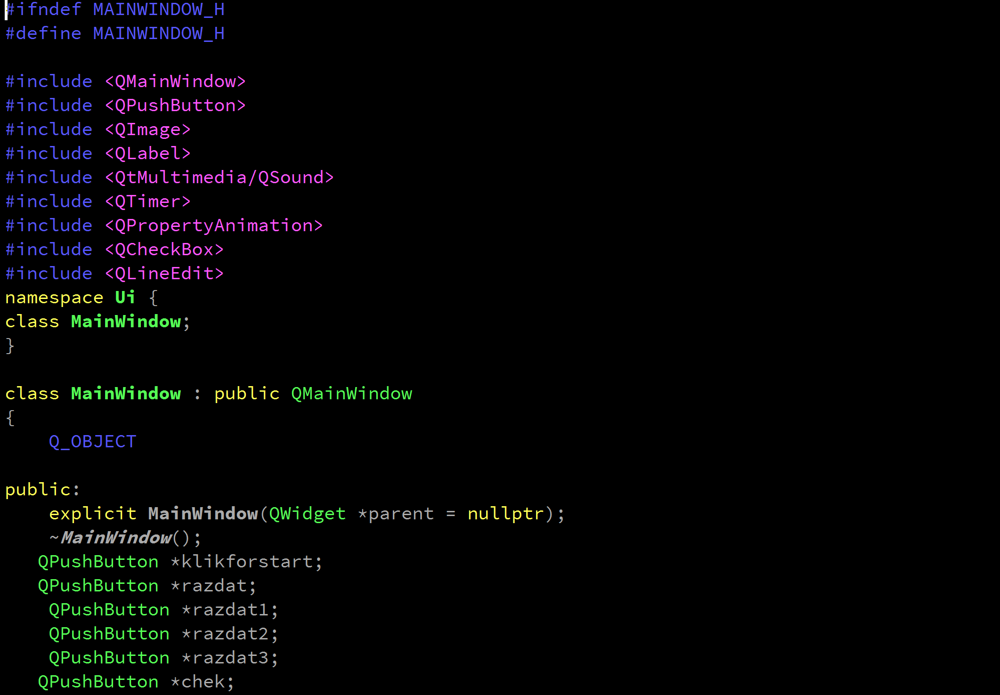 #ifndef MAINWINDOW_H
#define MAINWINDOW_H

#include <QMainWindow>
#include <QPushButton>
#include <QImage>
#include <QLabel>
#include <QtMultimedia/QSound>
#include <QTimer>
#include <QPropertyAnimation>
#include <QCheckBox>
#include <QLineEdit>
namespace Ui {
class MainWindow;
}

class MainWindow : public QMainWindow
{
    Q_OBJECT

public:
    explicit MainWindow(QWidget *parent = nullptr);
    ~MainWindow();
   QPushButton *klikforstart;
   QPushButton *razdat;
    QPushButton *razdat1;
    QPushButton *razdat2;
    QPushButton *razdat3;
   QPushButton *chek;